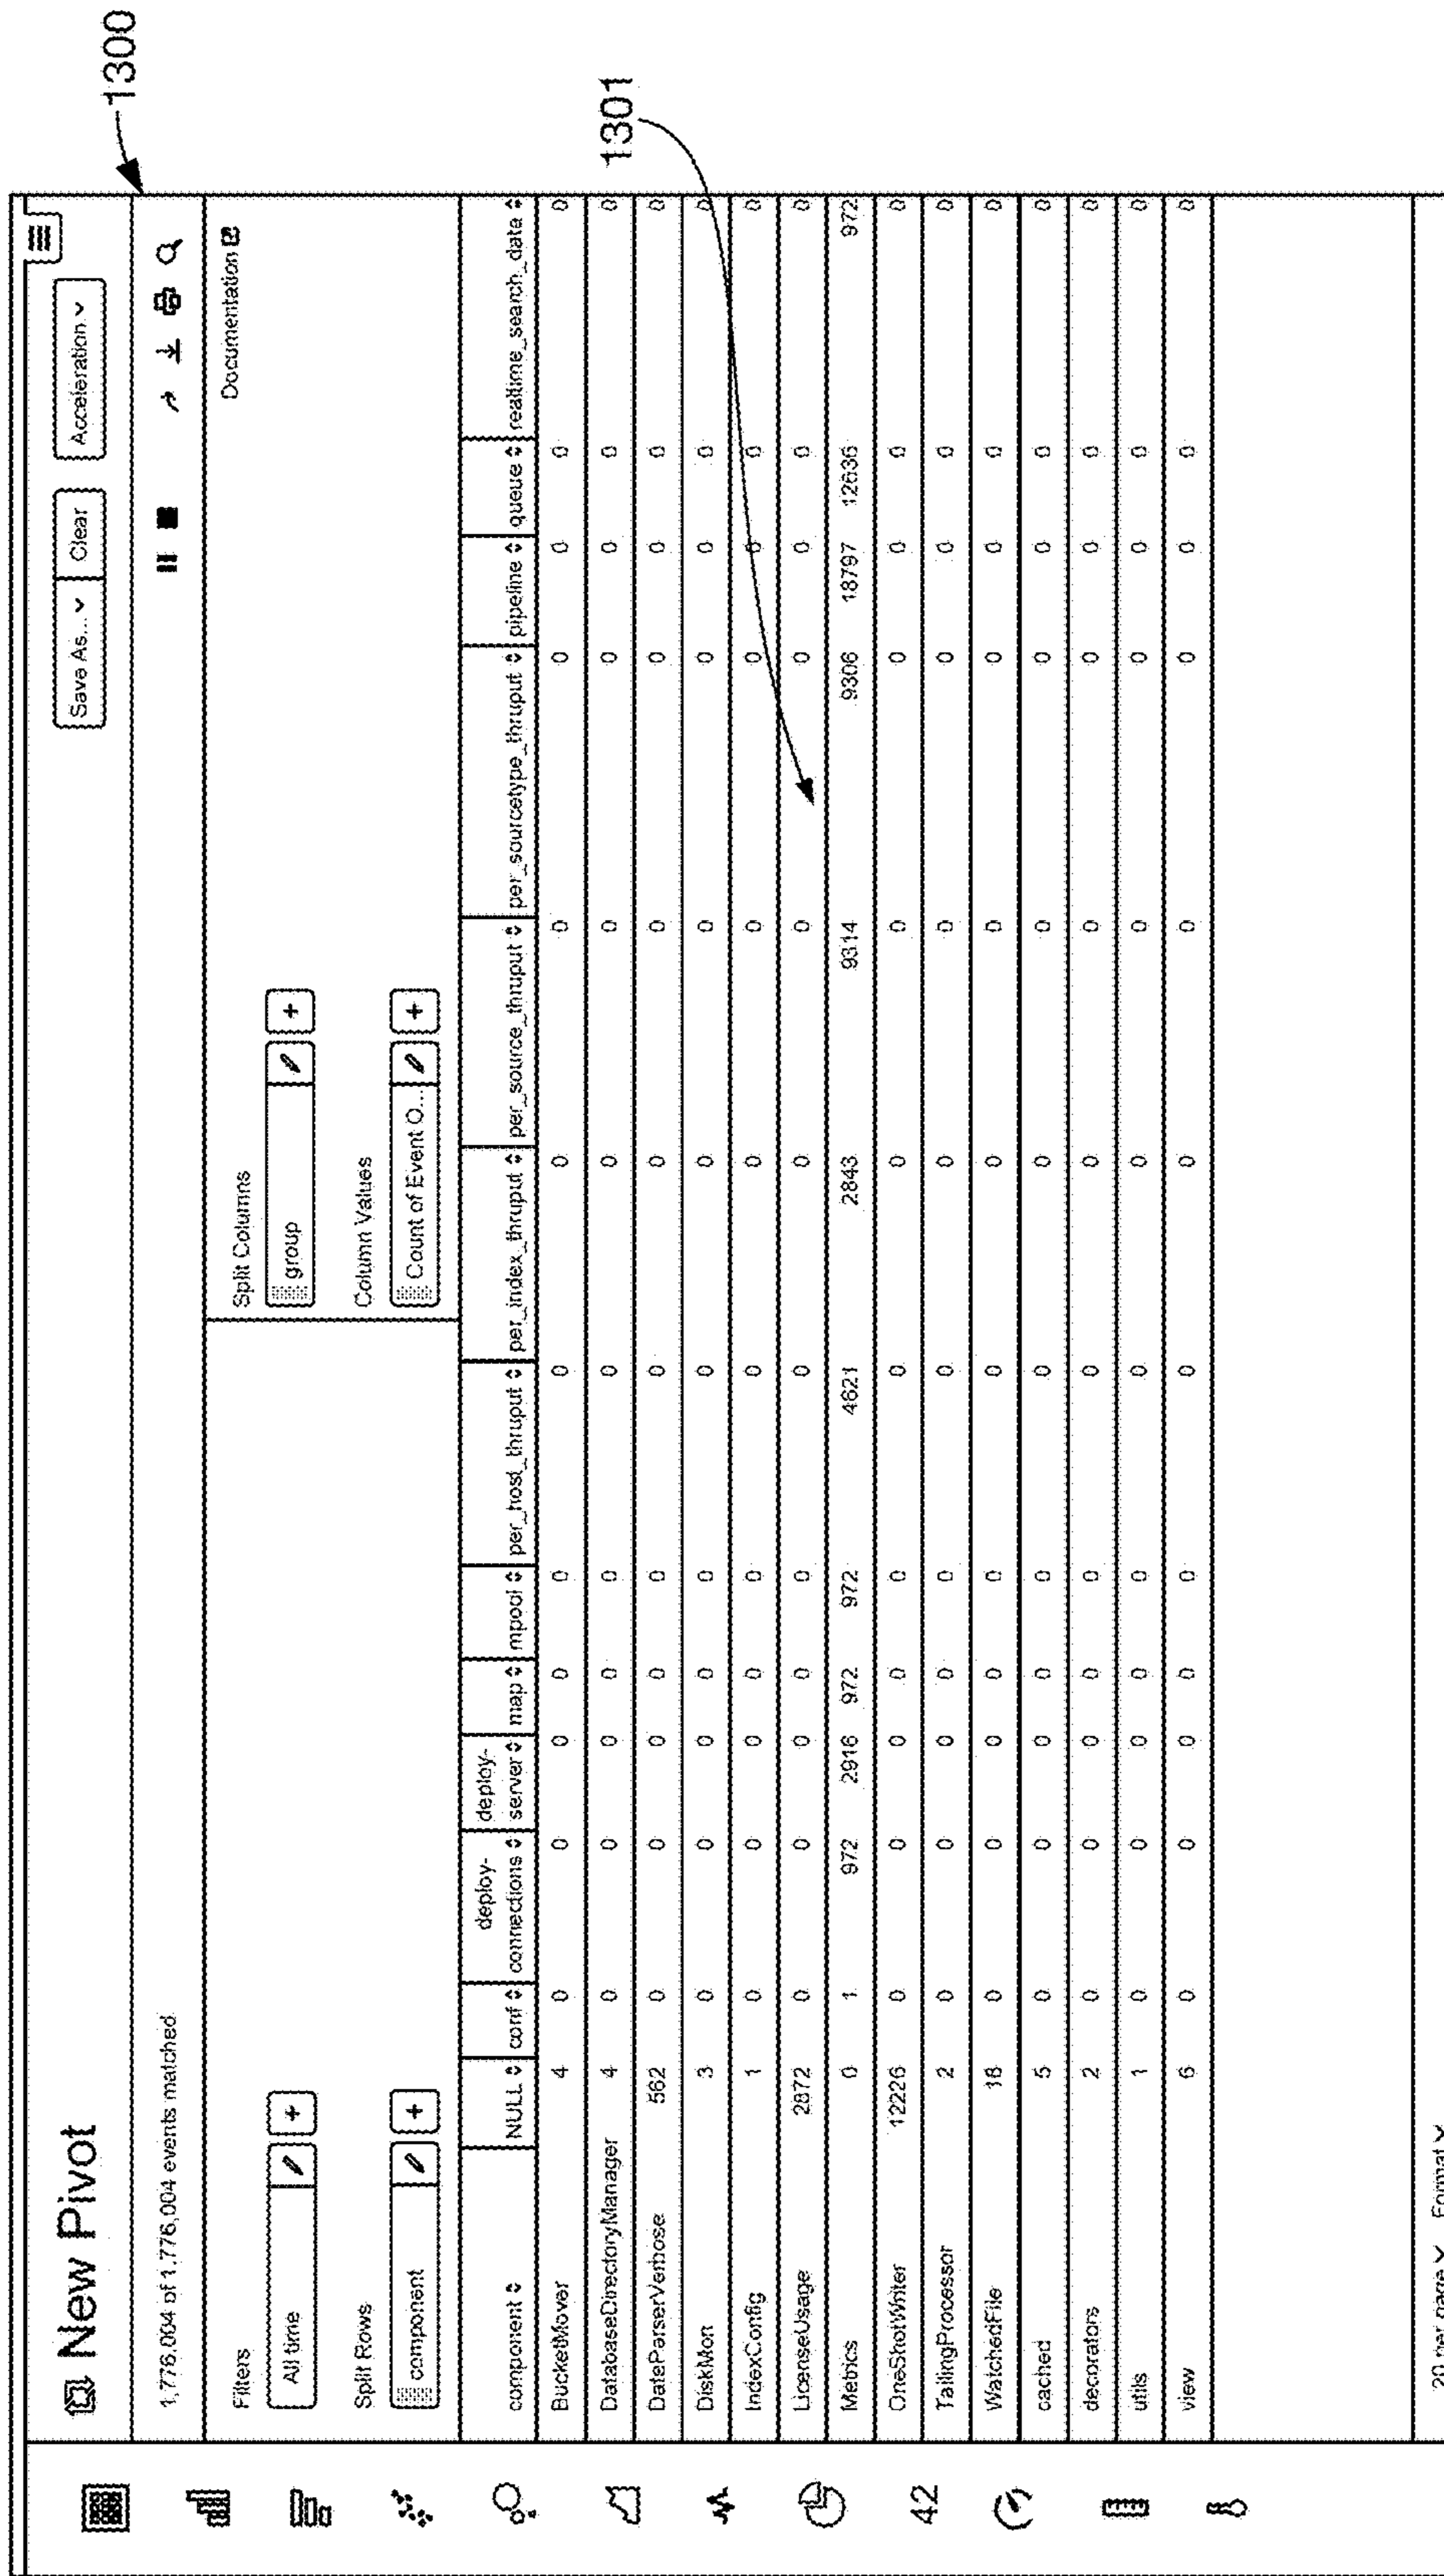 1300
New Pivot
Save As... Clear Acceleration
1,776,004 of 1,776,004 events matched
Filters Split Columns Documentation
All time + group +
Split Rows Column Values
component + Count of Event O... +
component NULL conf deploy-connections deploy-server map mpool per_host_thruput per_index_thruput per_source_thruput per_sourcetype_thruput pipeline queue realtime_search_date
BucketMover 4 0 0 0 0 0 0 0 0 0 0 0 0
DatabaseDirectoryManager 4 0 0 0 0 0 0 0 0 0 0 0 0
DateParserVerbose 562 0 0 0 0 0 0 0 0 0 0 0 0
1301
DiskMon 3 0 0 0 0 0 0 0 0 0 0 0 0
IndexConfig 1 0 0 0 0 0 0 0 0 0 0 0 0
LicenseUsage 2872 0 0 0 0 0 0 0 0 0 0 0 0
Metrics 0 1 972 2916 972 972 4621 2843 9314 9306 18797 12636 972
OneShotWriter 12226 0 0 0 0 0 0 0 0 0 0 0 0
TailingProcessor 2 0 0 0 0 0 0 0 0 0 0 0 0
WatchedFile 18 0 0 0 0 0 0 0 0 0 0 0 0
cached 5 0 0 0 0 0 0 0 0 0 0 0 0
decorators 2 0 0 0 0 0 0 0 0 0 0 0 0
utils 1 0 0 0 0 0 0 0 0 0 0 0 0
view 6 0 0 0 0 0 0 0 0 0 0 0 0
42
20 per page Format